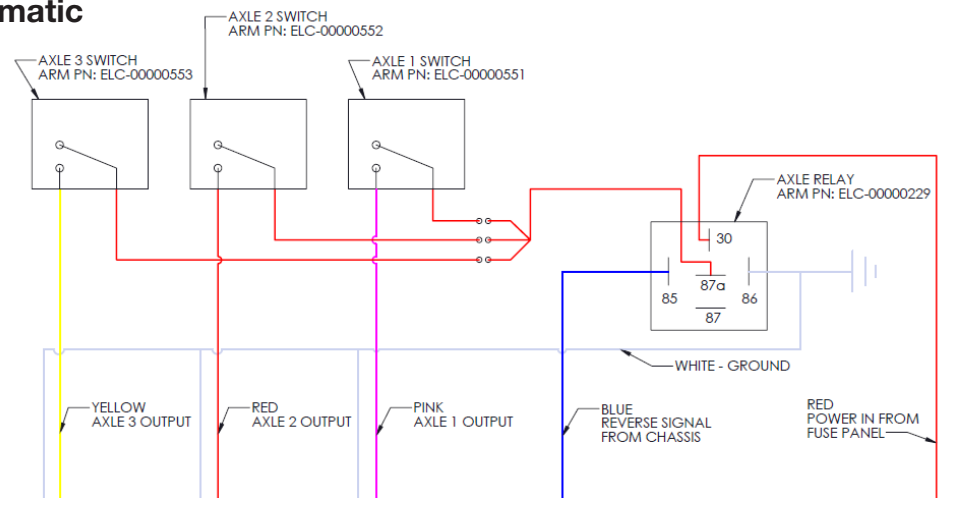 matic
AXLE 2 SWITCH
ARM PN: ELC-00000552
AXLE 3 SWITCH
ARM PN: ELC-00000553
AXLE 1 SWITCH
ARM PN: ELC-00000551
AXLE RELAY
ARM PN: ELC-00000229
30
87a
85
86
87
WHITE - GROUND
YELLOW
AXLE 3 OUTPUT
RED
AXLE 2 OUTPUT
PINK
AXLE 1 OUTPUT
BLUE
REVERSE SIGNAL
FROM CHASSIS
RED
POWER IN FROM
FUSE PANEL